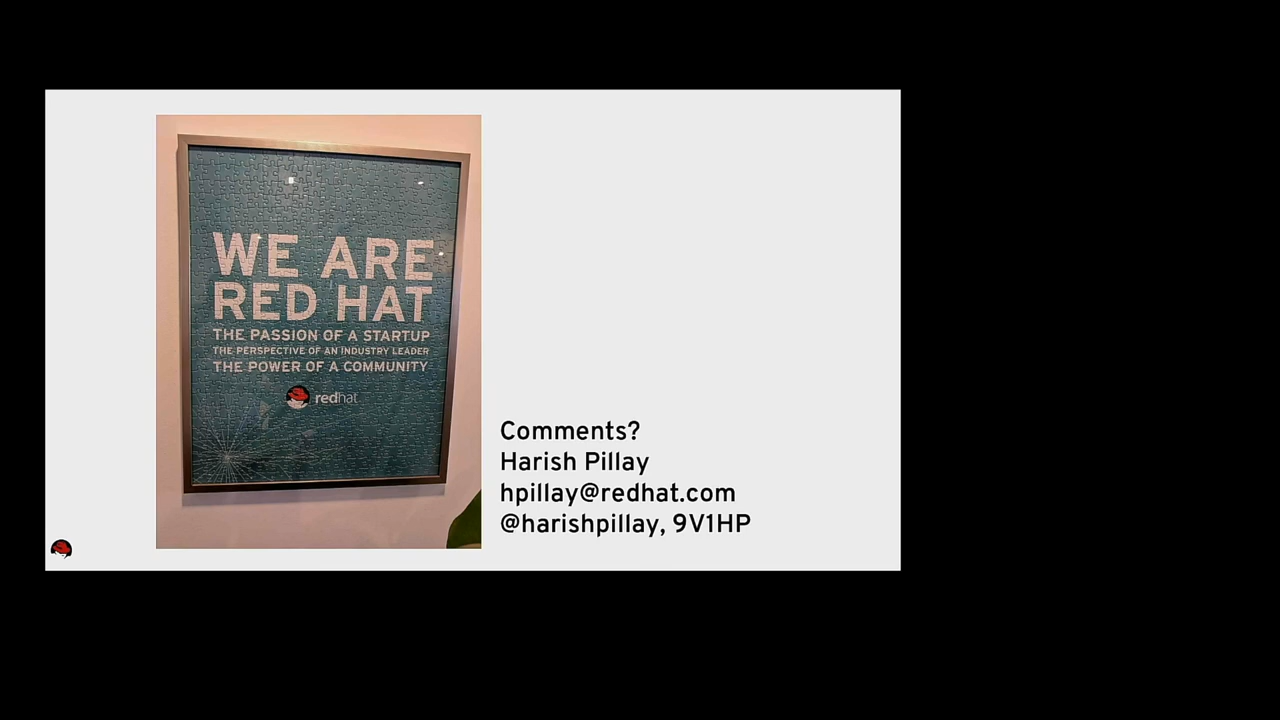 WE ARE
RED HAT
THE PASSION OF A STARTUP
THE PERSPECTIVE OF AN INDUSTRY LEADER
THE POWER OF A COMMUNITY
redhat
Comments?
Harish Pillay
hpillay@redhat.com
@harishpillay, 9V1HP